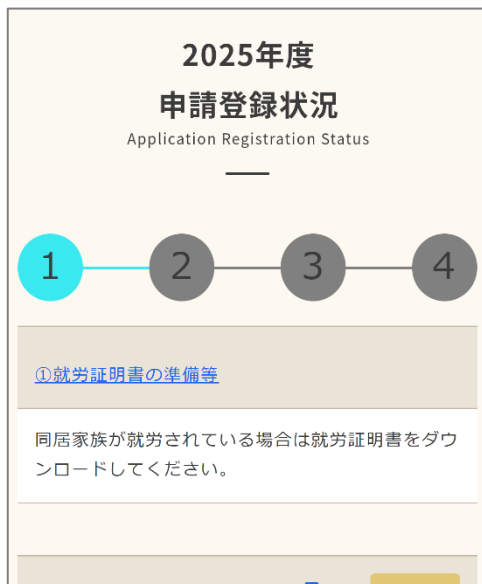 2025年度
申請登録状況
Application Registration Status
1
2
3
4
①就労証明書の準備等
同居家族が就労されている場合は就労証明書をダウ
ンロードしてください。